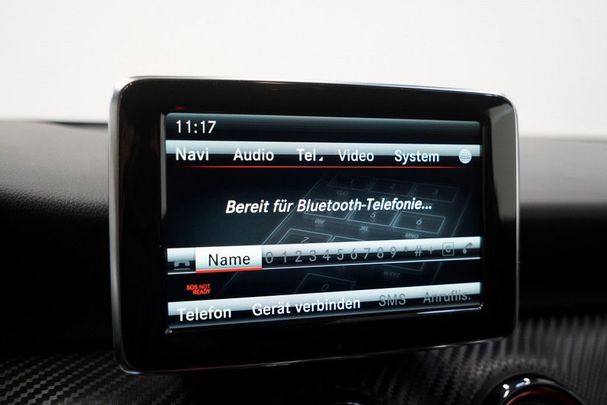 11:17
Navi Audio Tel Video System
Bereit für Bluetooth-Telefonie...
Name 0 1 2 3 4 5 6 7 8 9 * # +
SOS NOT
READY
Telefon Gerät verbinden SMS Anruflis.